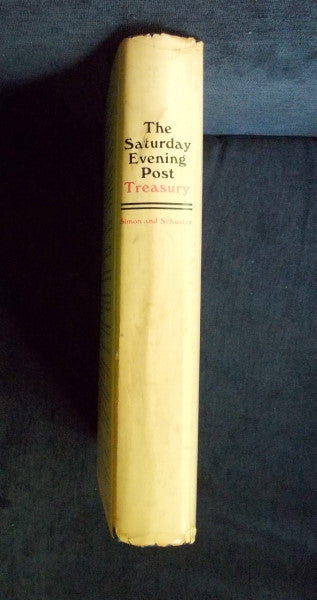 The
Saturday
Evening
Post
Treasury
Simon and Schuster